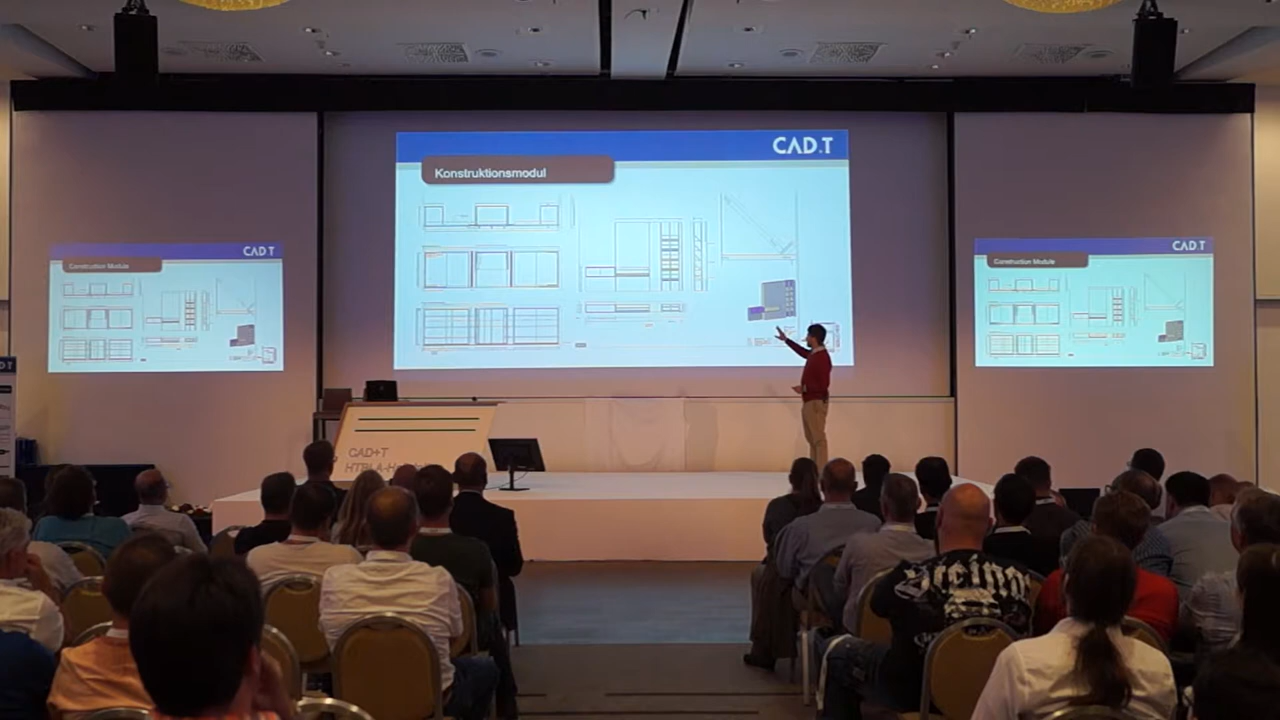 CAD.T
Konstruktionsmodul
CAD.T
Construction Module
CAD.T
Construction Module
CAD+T